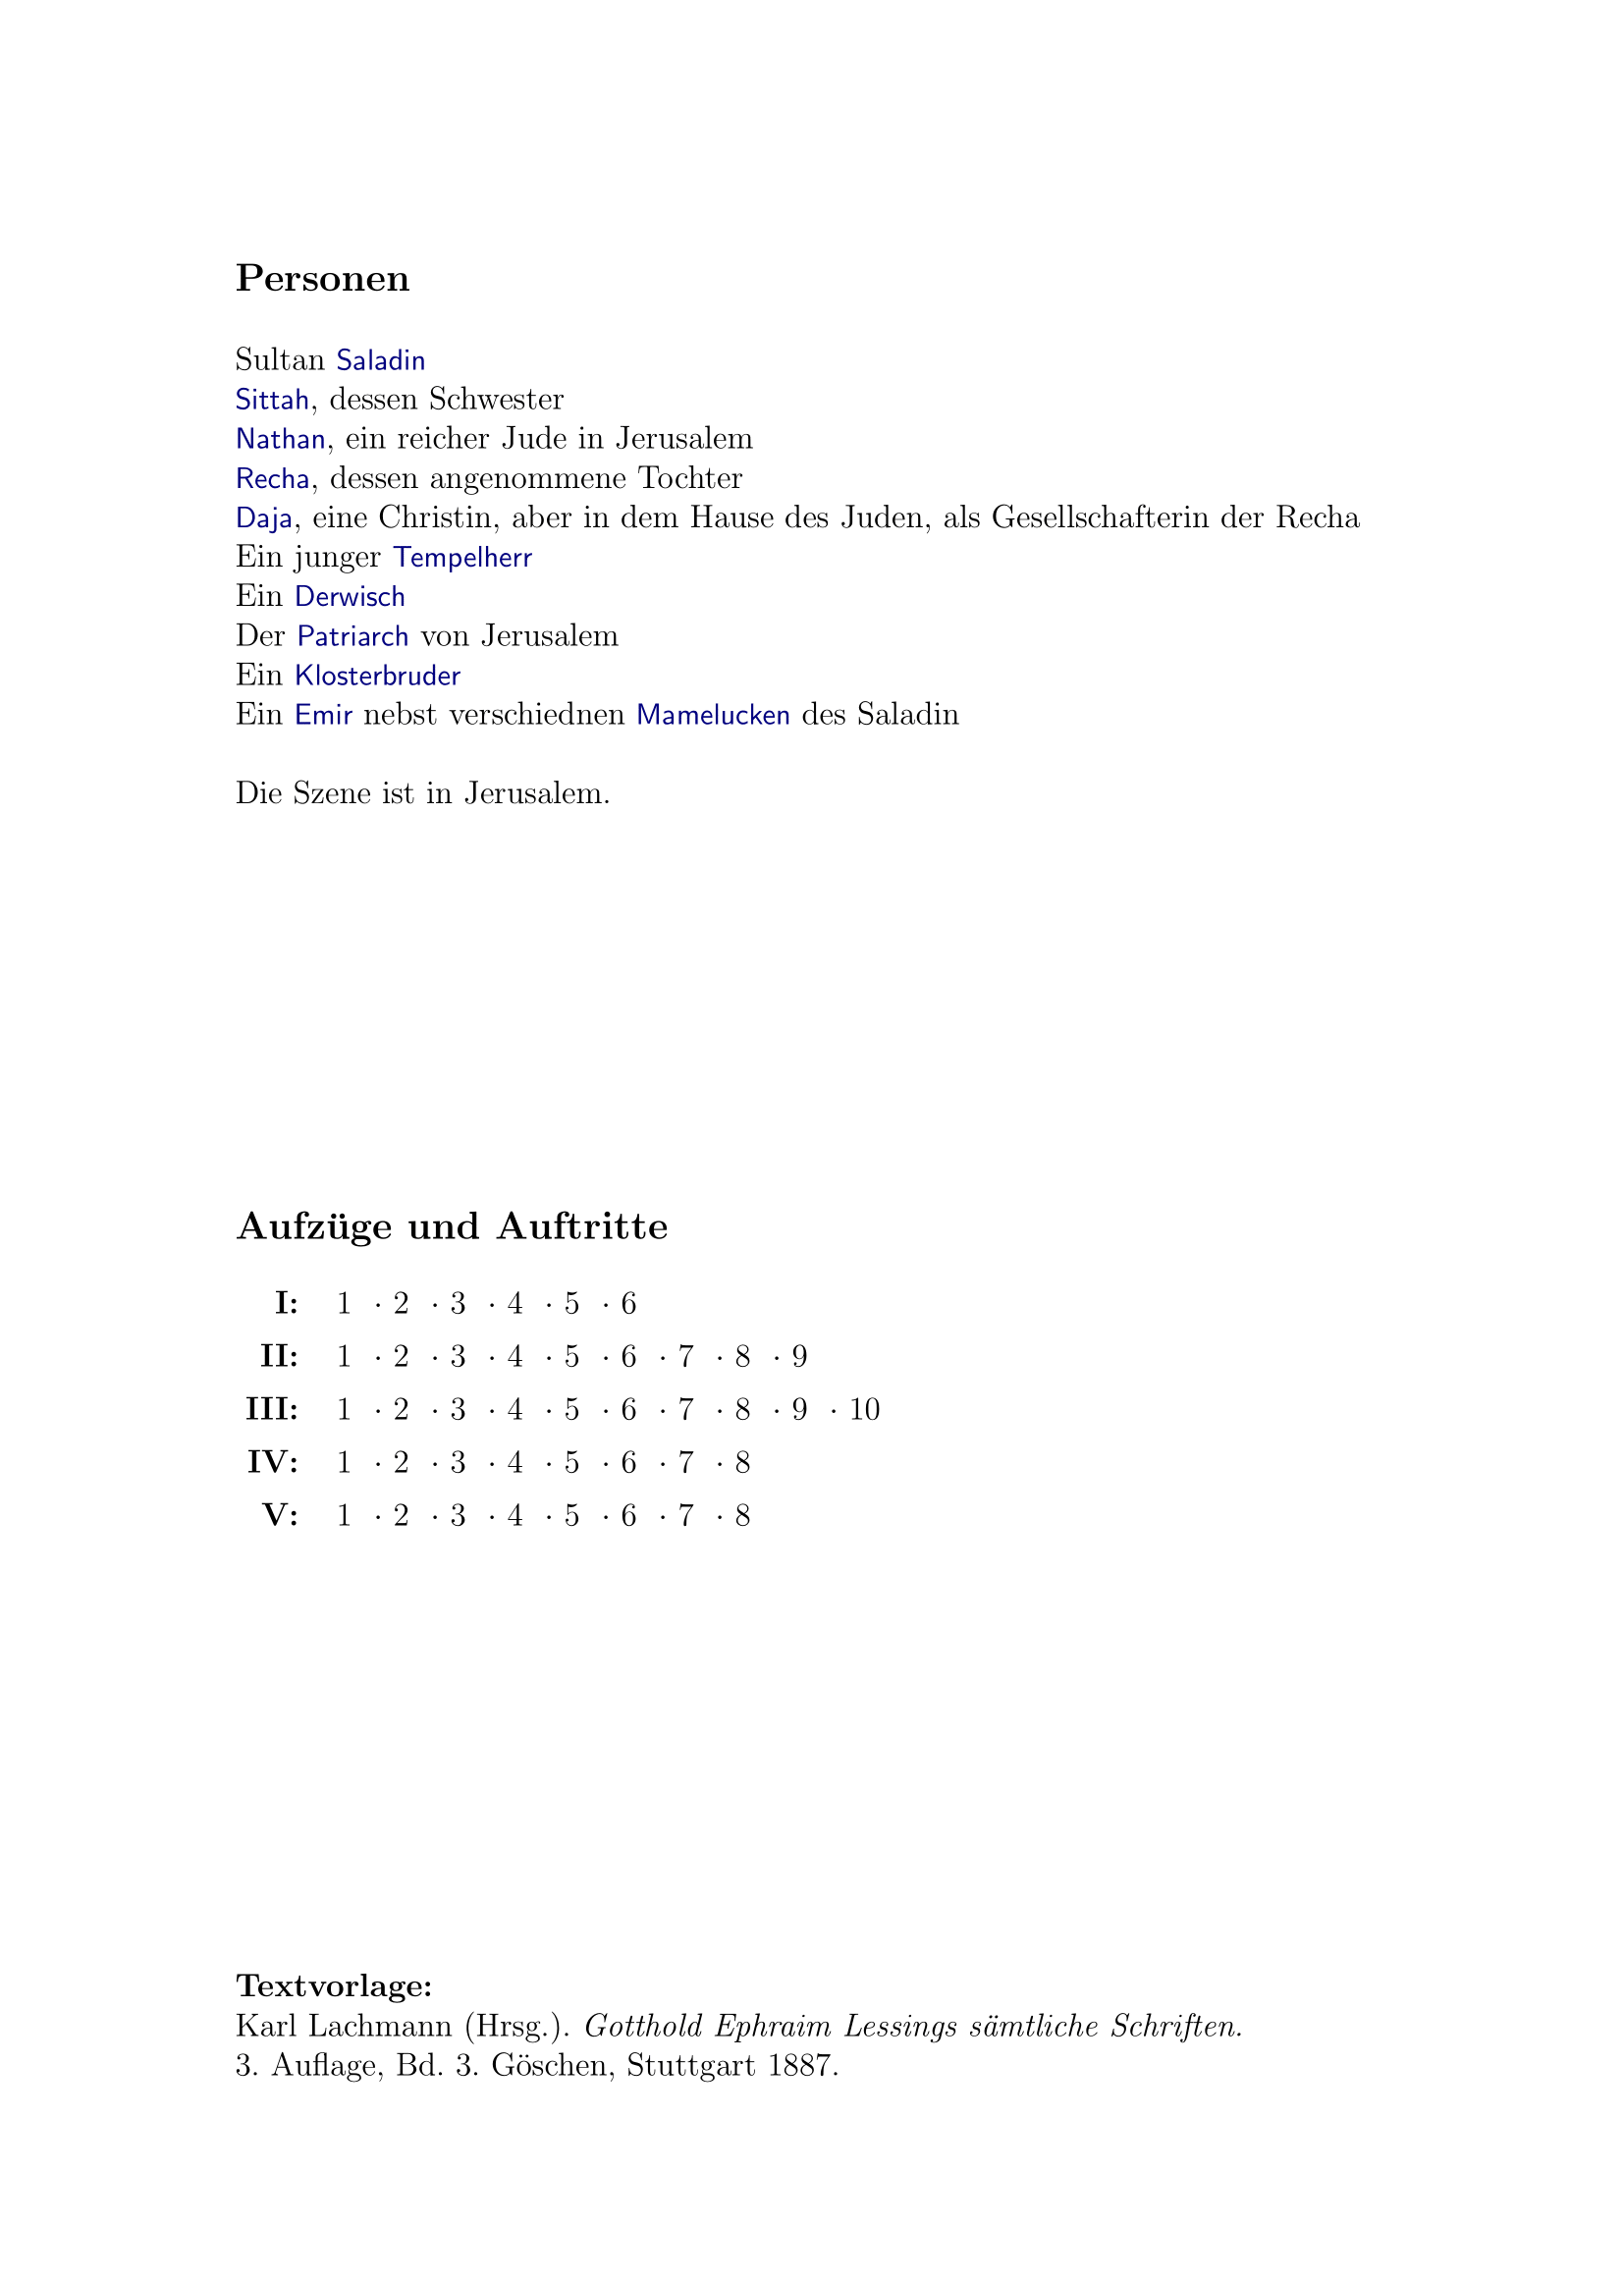 Personen
Sultan Saladin
Sittah, dessen Schwester
Nathan, ein reicher Jude in Jerusalem
Recha, dessen angenommene Tochter
Daja, eine Christin, aber in dem Hause des Juden, als Gesellschafterin der Recha
Ein junger Tempelherr
Ein Derwisch
Der Patriarch von Jerusalem
Ein Klosterbruder
Ein Emir nebst verschiednen Mamelucken des Saladin
Die Szene ist in Jerusalem.
Aufzüge und Auftritte
I: 1 · 2 · 3 · 4 · 5 · 6
II: 1 · 2 · 3 · 4 · 5 · 6 · 7 · 8 · 9
III: 1 · 2 · 3 · 4 · 5 · 6 · 7 · 8 · 9 · 10
IV: 1 · 2 · 3 · 4 · 5 · 6 · 7 · 8
V: 1 · 2 · 3 · 4 · 5 · 6 · 7 · 8
Textvorlage:
Karl Lachmann (Hrsg.). Gotthold Ephraim Lessings sämtliche Schriften.
3. Auflage, Bd. 3. Göschen, Stuttgart 1887.